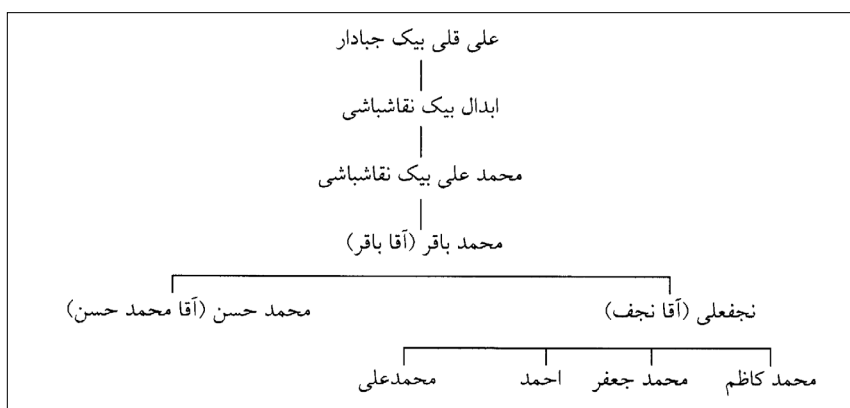 علی قلی بیک جبادار
ابدال بیک نقاشباشی
محمد علی بیک نقاشباشی
محمد باقر (آقا باقر)
نجفعلی (آقا نجف) محمد حسن (آقا محمد حسن)
محمد کاظم محمد جعفر احمد محمدعلی